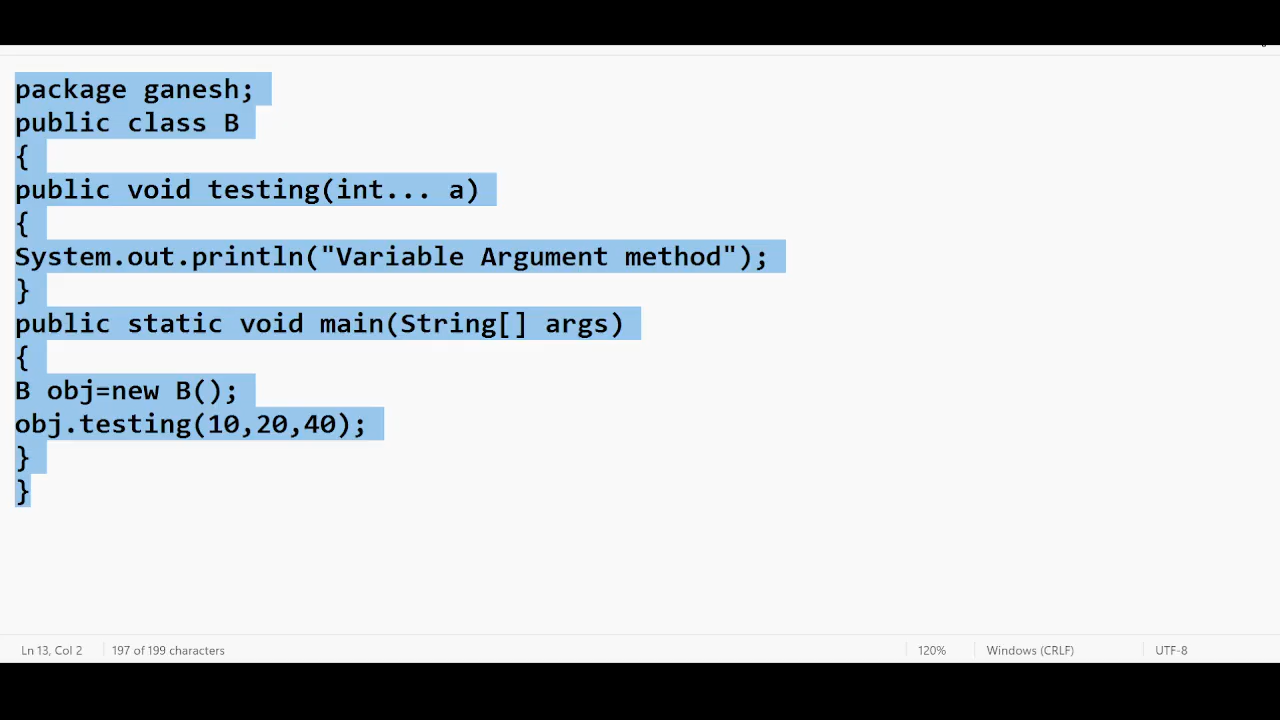 package ganesh;
public class B
{
public void testing(int... a)
{
System.out.println("Variable Argument method");
}
public static void main(String[] args)
{
B obj=new B();
obj.testing(10,20,40);
}
}
Ln 13, Col 2 197 of 199 characters 120% Windows (CRLF) UTF-8